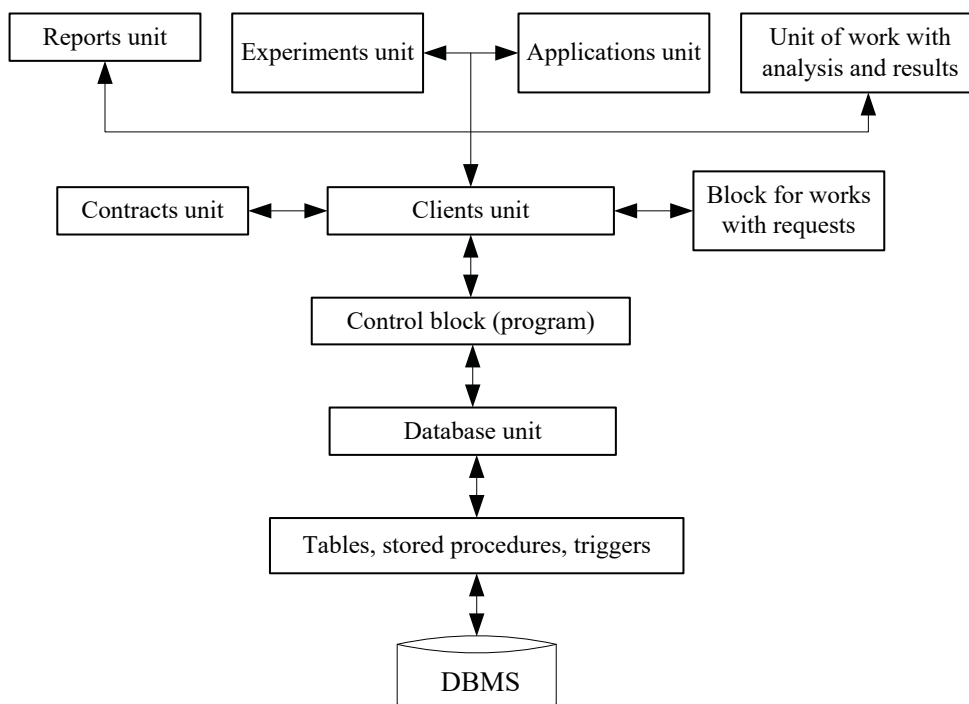 Reports unit
Experiments unit
Applications unit
Unit of work with
analysis and results
Contracts unit
Clients unit
Block for works
with requests
Control block (program)
Database unit
Tables, stored procedures, triggers
DBMS